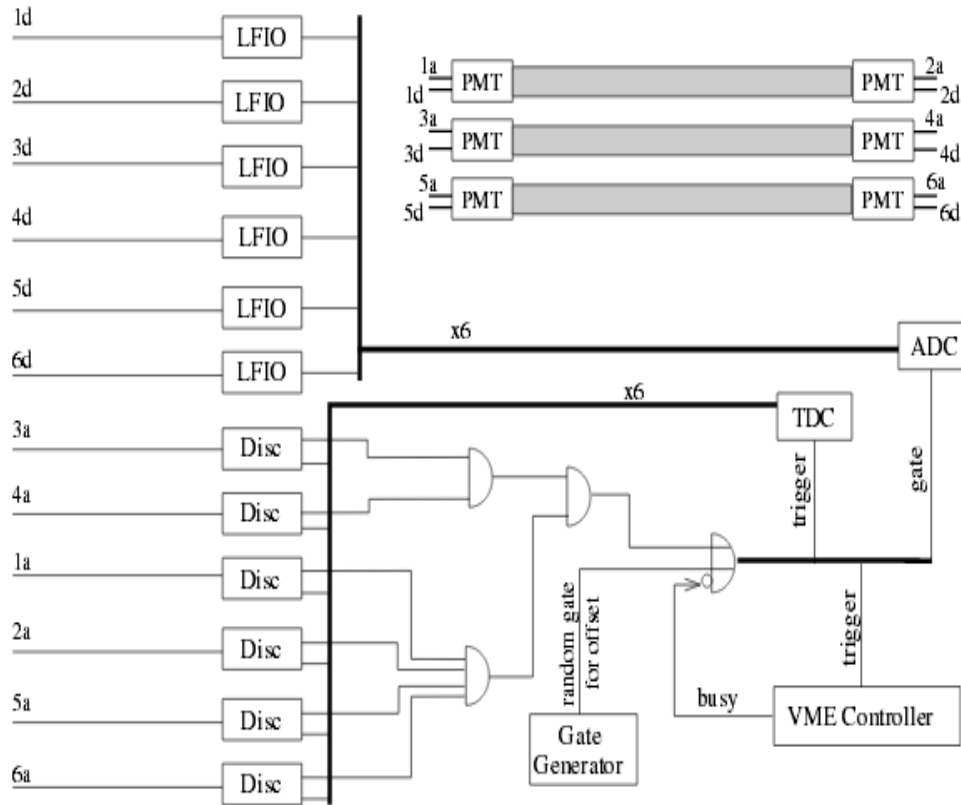 1d
LFIO
2d
LFIO
3d
LFIO
4d
LFIO
5d
LFIO
6d
LFIO
1a
1d
PMT
PMT
2a
2d
3a
3d
PMT
PMT
4a
4d
5a
5d
PMT
PMT
6a
6d
x6
ADC
x6
TDC
3a
Disc
4a
Disc
1a
Disc
2a
Disc
5a
Disc
6a
Disc
trigger
gate
random gate
for offset
trigger
busy
Gate
Generator
VME Controller